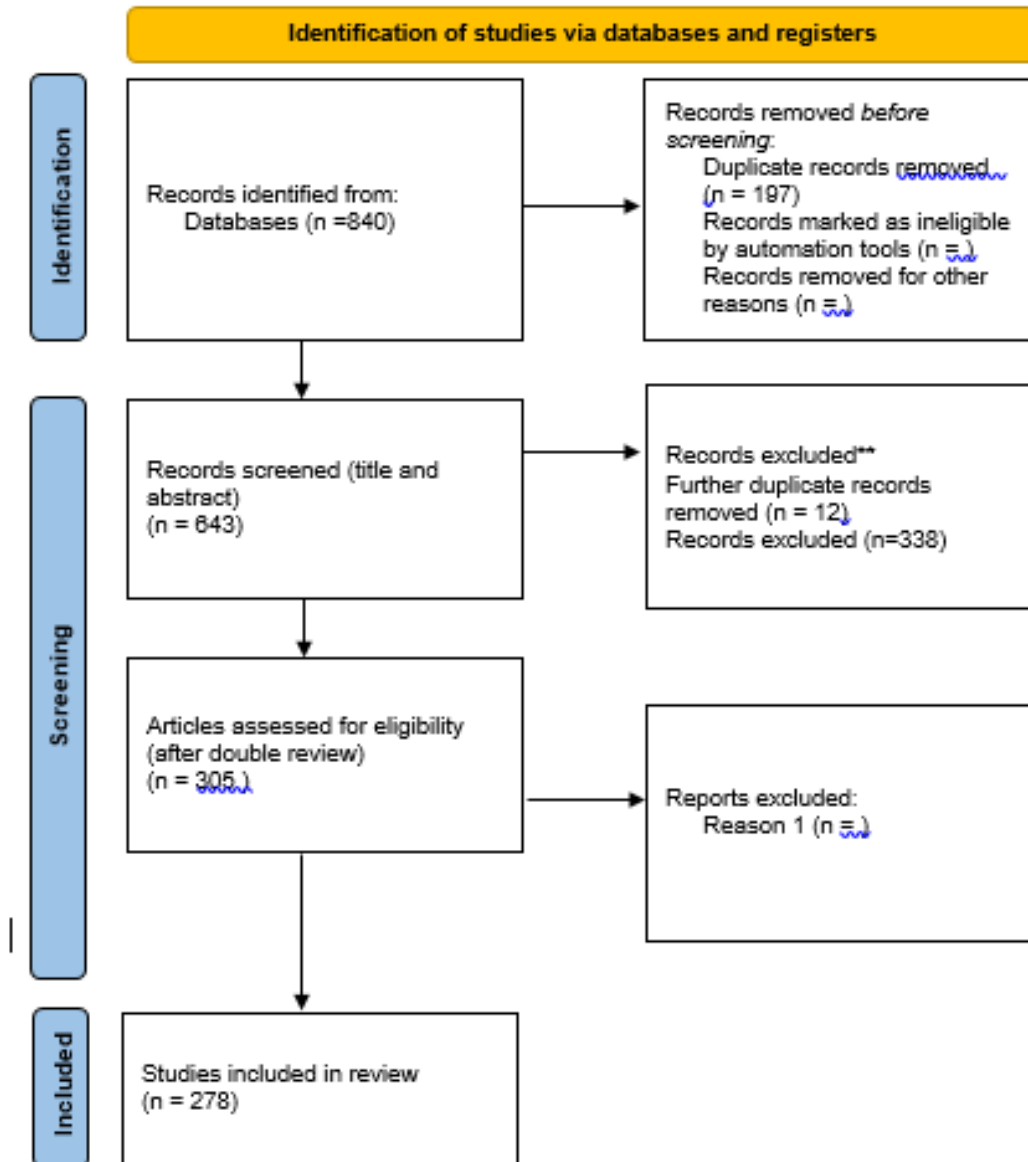 Identification of studies via databases and registers
Identification
Records identified from:
Databases (n =840)
Records removed before
screening:
Duplicate records removed
(n = 197)
Records marked as ineligible
by automation tools (n = )
Records removed for other
reasons (n = )
Screening
Records screened (title and
abstract)
(n = 643)
Records excluded**
Further duplicate records
removed (n = 12)
Records excluded (n=338)
Articles assessed for eligibility
(after double review)
(n = 305 )
Reports excluded:
Reason 1 (n = )
Included
Studies included in review
(n = 278)